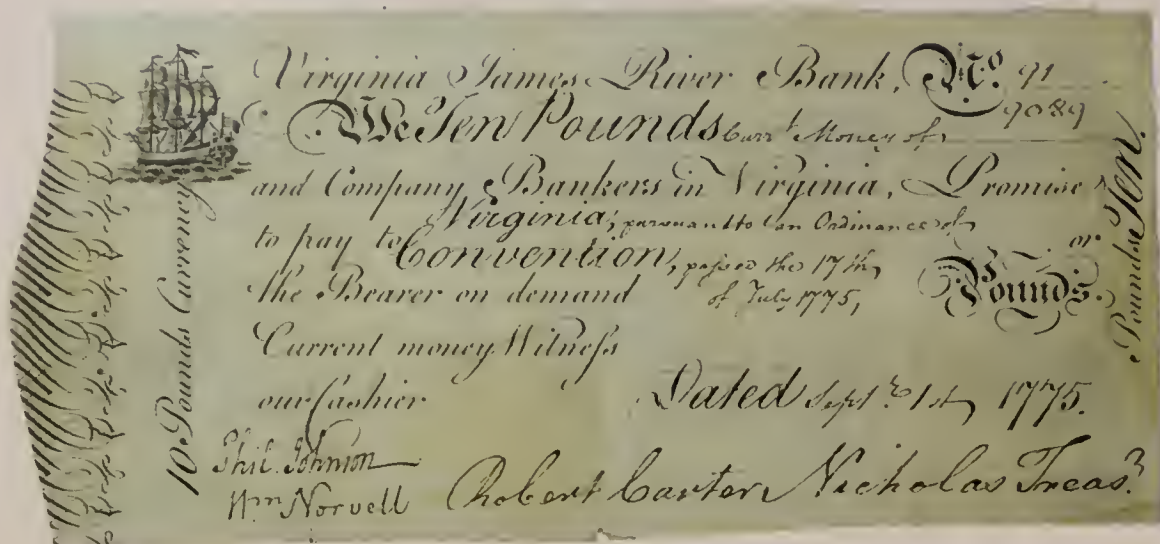 Virginia James River Bank, No. 91
9089
We Ten Pounds Currt. Money of
and Company, Bankers in Virginia, Promise
Virginia, pursuant to an Ordinance of
to pay to Convention, passed the 17th, or
the Bearer on demand of July 1775, Pounds.
Current money Witneſs
our Cashier Dated Sept.r 1st, 1775.
Phil. Johnson
Wm Norvell Robert Carter Nicholas Treas.r
10 Pounds Currency
Pounds Ten.